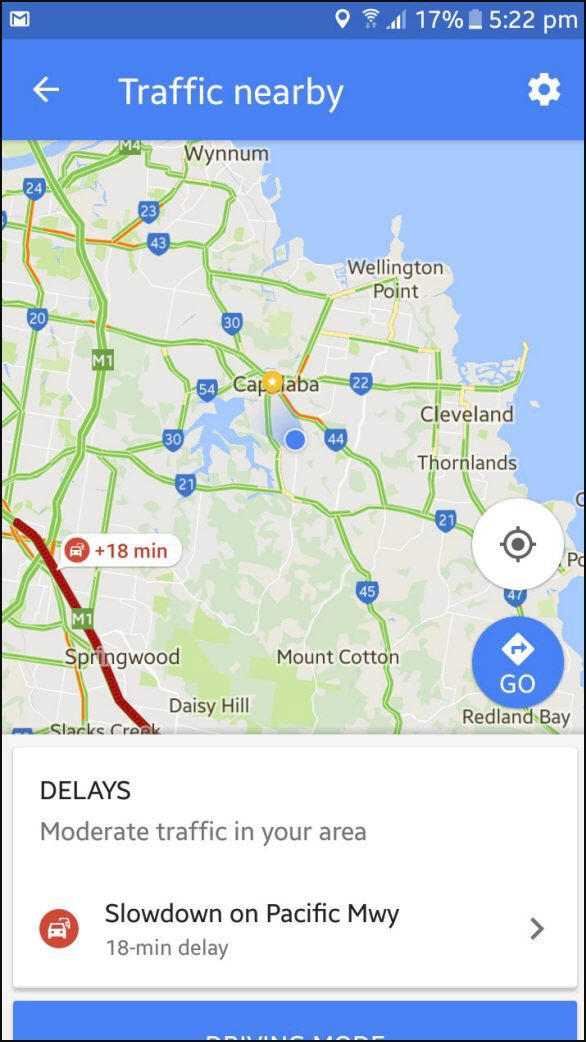 17% 5:22 pm
Traffic nearby
M4
Wynnum
24
23
43
Wellington
Point
20
30
M1
54
Capalaba
22
Cleveland
30
44
Thornlands
21
21
+18 min
45
47
M1
Springwood
Mount Cotton
GO
Daisy Hill
Redland Bay
Slacks Creek
DELAYS
Moderate traffic in your area
Slowdown on Pacific Mwy
18-min delay
DRIVING MODE